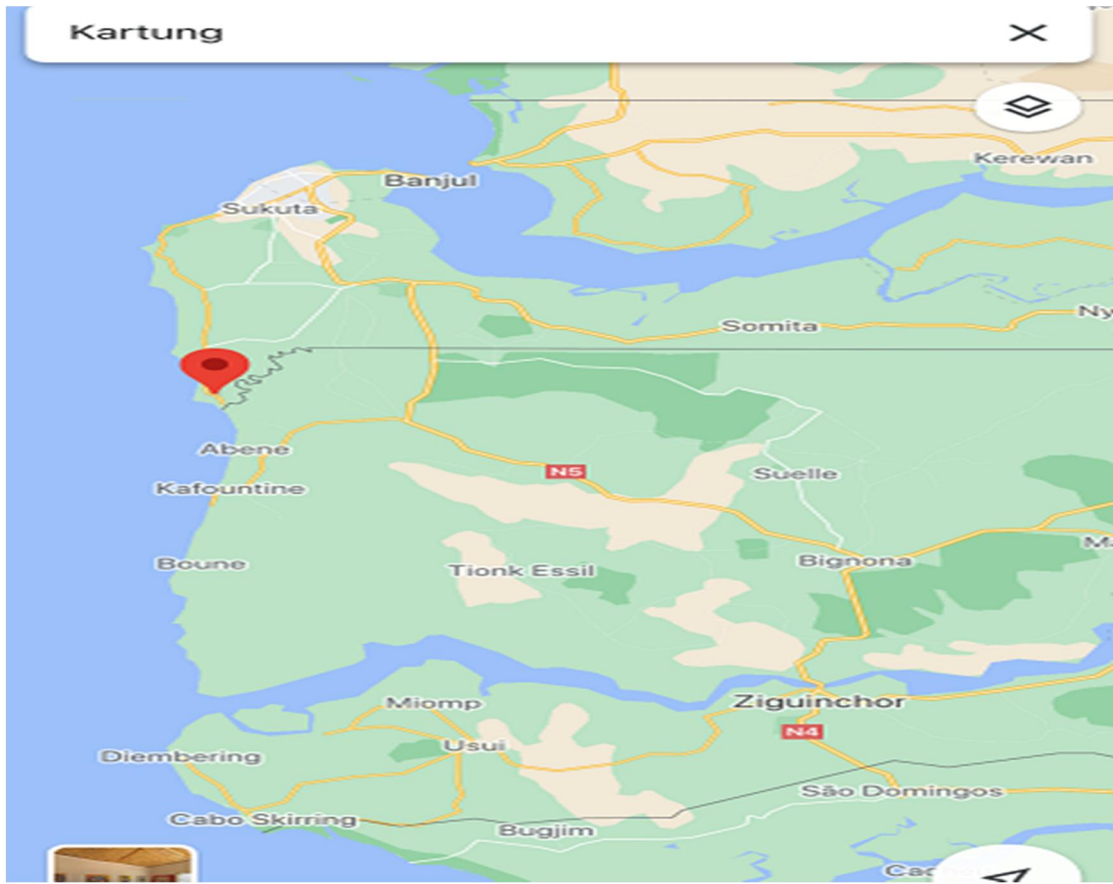 Kartung
Kerewan
Banjul
Sukuta
Somita
Abene
N5
Suelle
Kafountine
Bignona
Boune
Tionk Essil
Ziguinchor
Miomp
N4
Usui
Diembering
São Domingos
Cabo Skirring
Bugjim